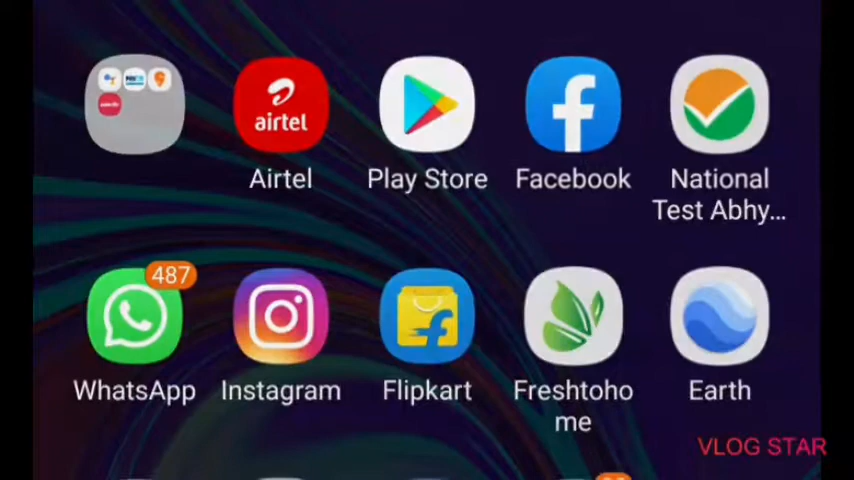 airtel
Airtel
Play Store
Facebook
National
Test Abhy...
487
WhatsApp
Instagram
Flipkart
Freshtoho
me
Earth
VLOG STAR